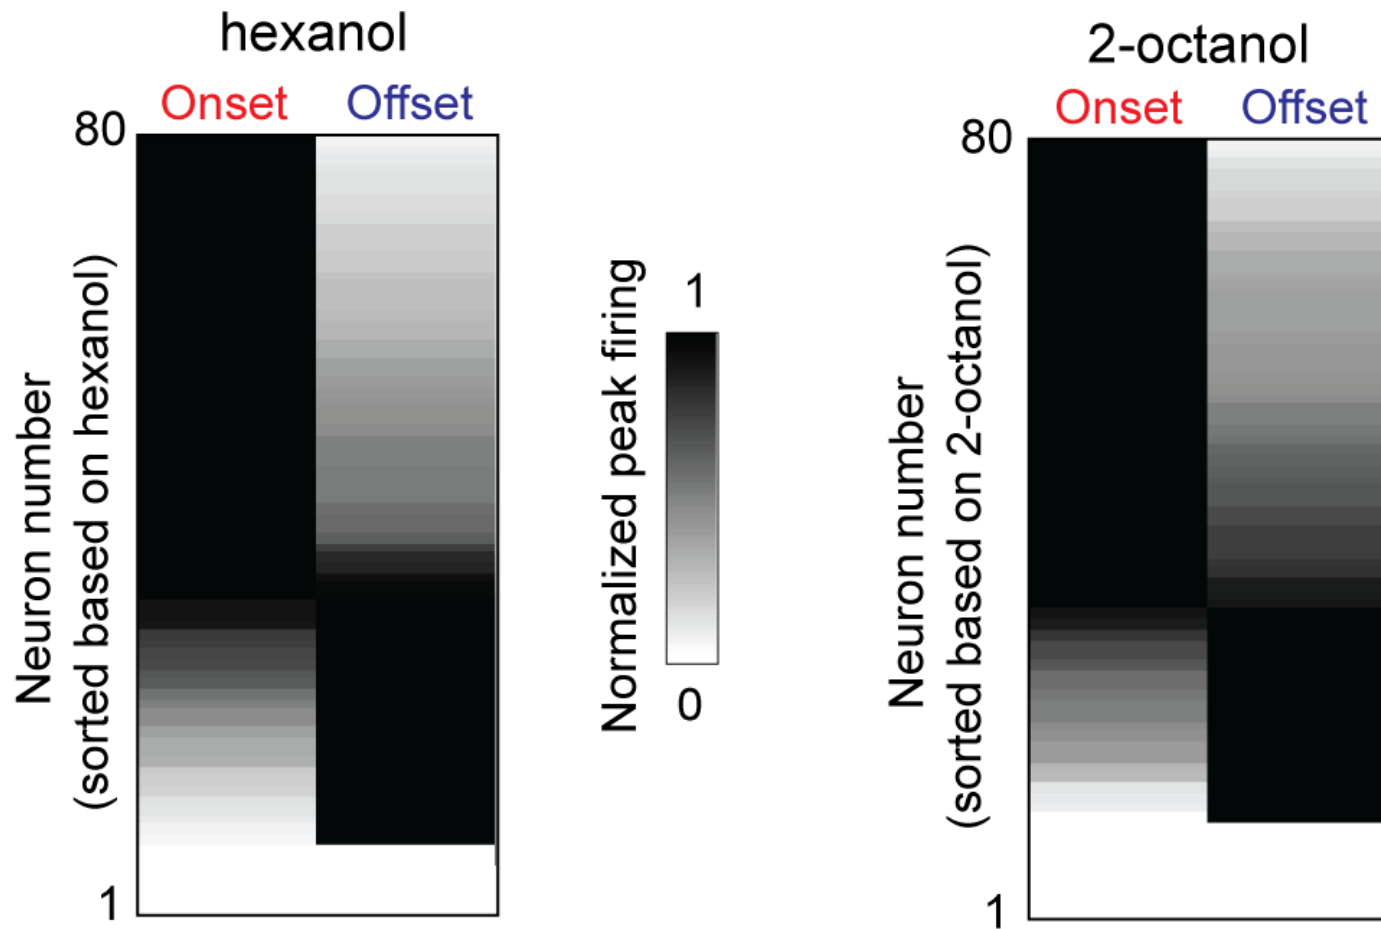 hexanol
Onset Offset
80
Neuron number
(sorted based on hexanol)
1
Normalized peak firing
1
0
2-octanol
Onset Offset
80
Neuron number
(sorted based on 2-octanol)
1